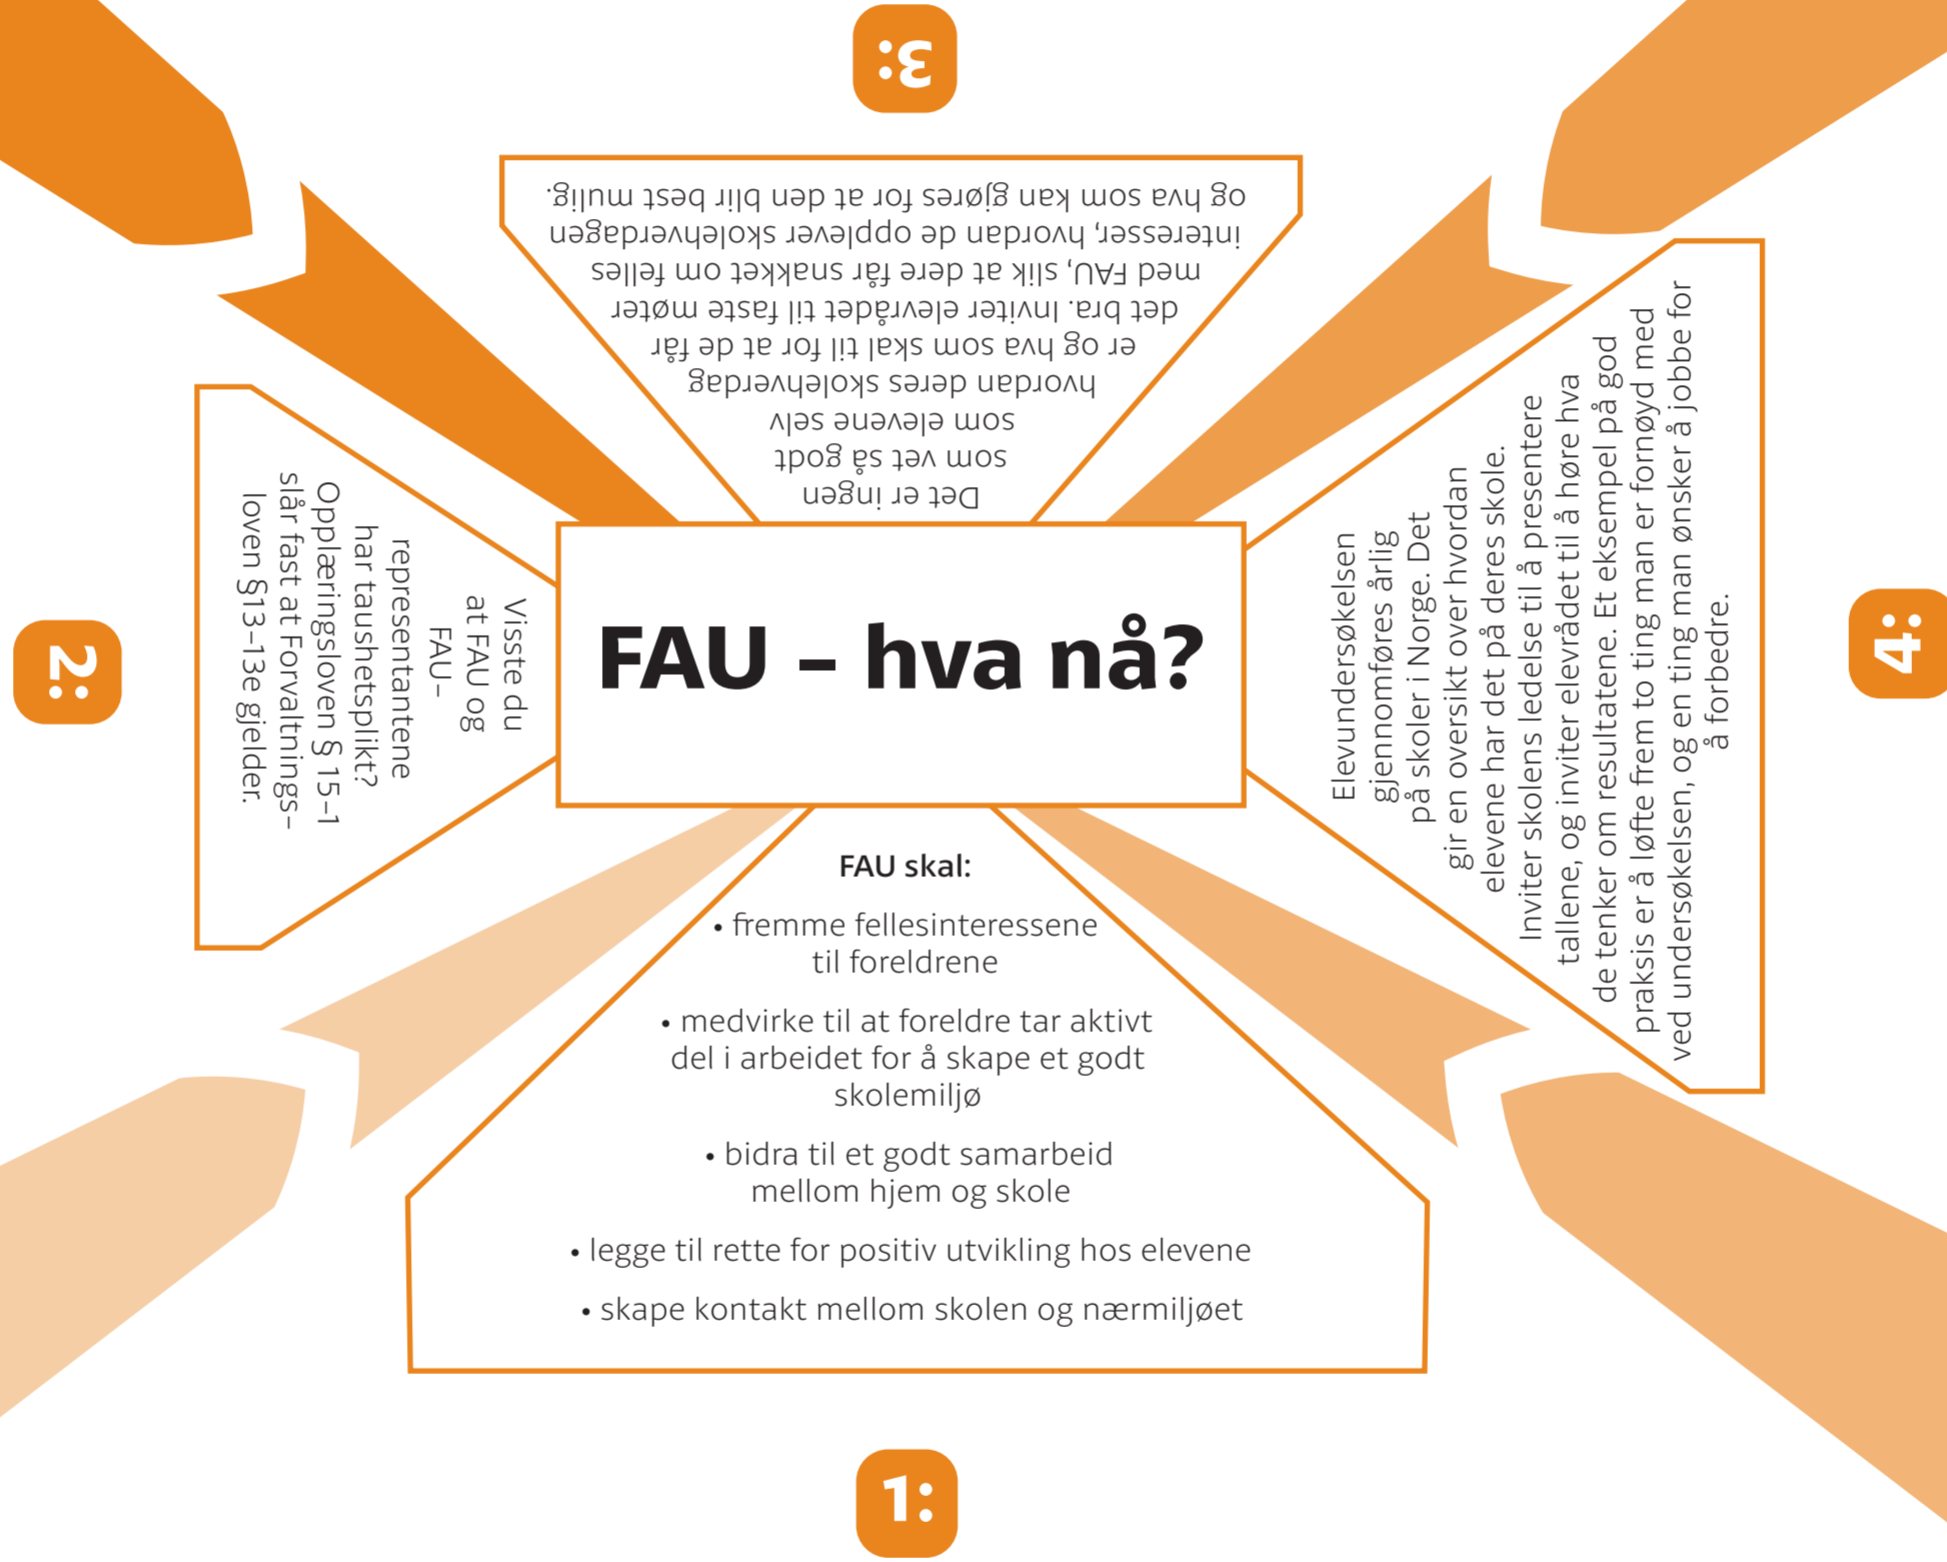 FAU – hva nå?
1:
FAU skal:
• fremme fellesinteressene
til foreldrene
• medvirke til at foreldre tar aktivt
del i arbeidet for å skape et godt
skolemiljø
• bidra til et godt samarbeid
mellom hjem og skole
• legge til rette for positiv utvikling hos elevene
• skape kontakt mellom skolen og nærmiljøet
2:
Visste du
at FAU og
FAU-
representantene
har taushetsplikt?
Opplæringsloven § 15-1
slår fast at Forvaltnings-
loven §13-13e gjelder.
3:
Det er ingen
som vet så godt
som elevene selv
hvordan deres skolehverdag
er og hva som skal til for at de får
det bra. Inviter elevrådet til faste møter
med FAU, slik at dere får snakket om felles
interesser, hvordan de opplever skolehverdagen
og hva som kan gjøres for at den blir best mulig.
4:
Elevundersøkelsen
gjennomføres årlig
på skoler i Norge. Det
gir en oversikt over hvordan
elevene har det på deres skole.
Inviter skolens ledelse til å presentere
tallene, og inviter elevrådet til å høre hva
de tenker om resultatene. Et eksempel på god
praksis er å løfte frem to ting man er fornøyd med
ved undersøkelsen, og en ting man ønsker å jobbe for
å forbedre.